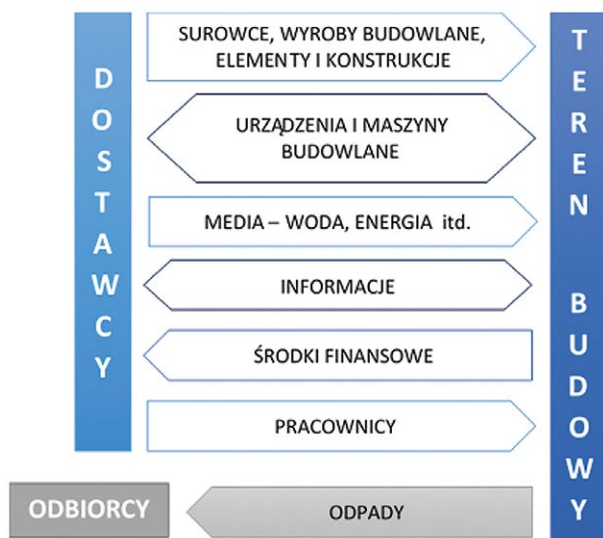 DOSTAWCY
SUROWCE, WYROBY BUDOWLANE,
ELEMENTY I KONSTRUKCJE
URZĄDZENIA I MASZYNY
BUDOWLANE
MEDIA – WODA, ENERGIA itd.
INFORMACJE
ŚRODKI FINANSOWE
PRACOWNICY
TEREN BUDOWY
ODBIORCY
ODPADY